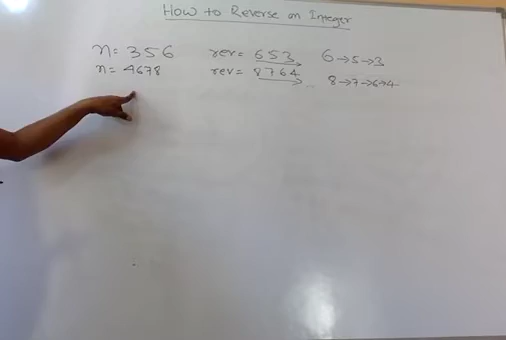 How to Reverse an Integer
n = 356 rev = 653 6→5→3
n = 4678 rev = 8764 8→7→6→4